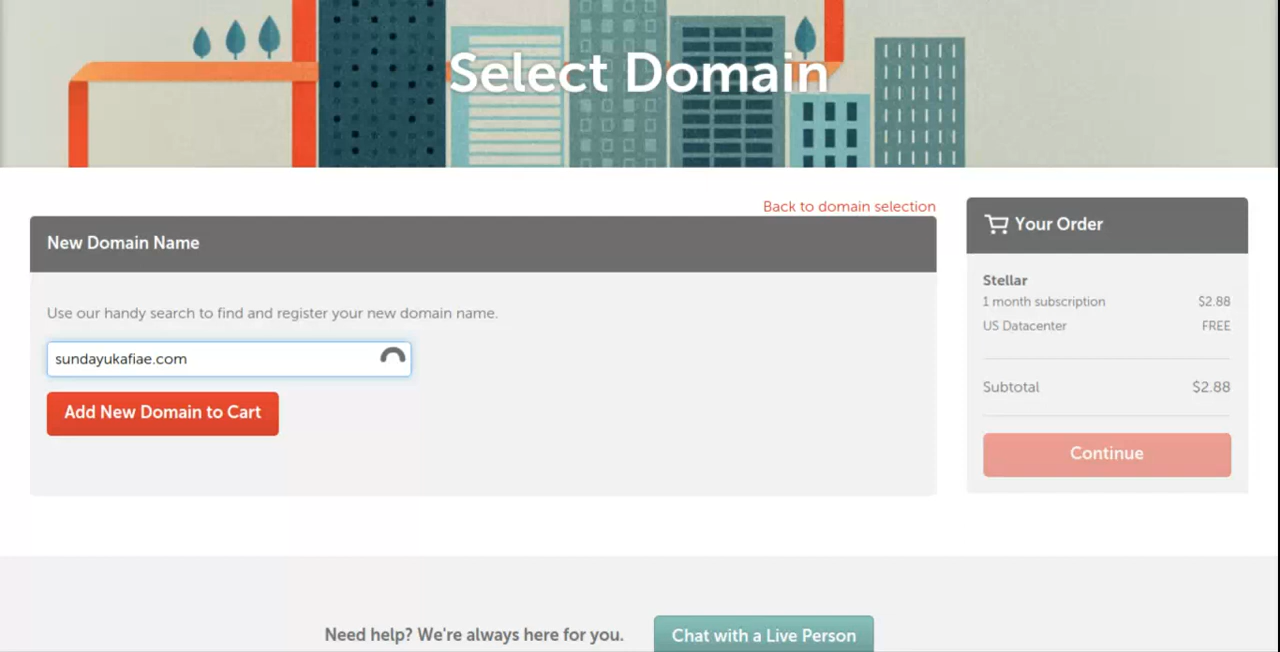 Select Domain
Back to domain selection
New Domain Name
Use our handy search to find and register your new domain name.
sundayukafiae.com
Add New Domain to Cart
Your Order
Stellar
1 month subscription $2.88
US Datacenter FREE
Subtotal $2.88
Continue
Need help? We're always here for you.
Chat with a Live Person